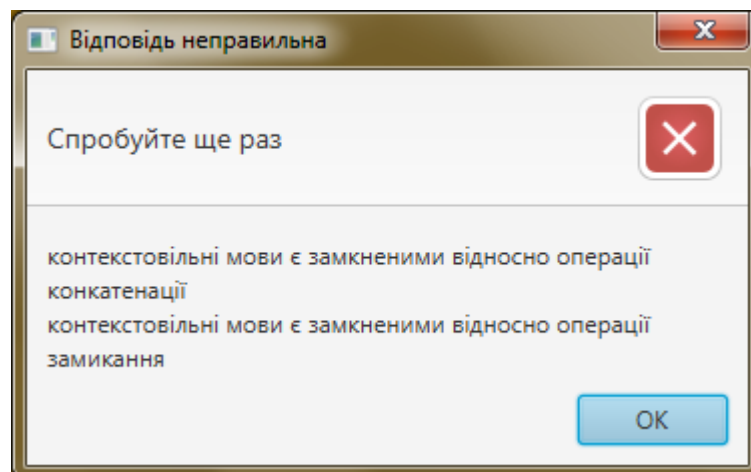 Відповідь неправильна
Спробуйте ще раз
контекстовільні мови є замкненими відносно операції
конкатенації
контекстовільні мови є замкненими відносно операції
замикання
OK